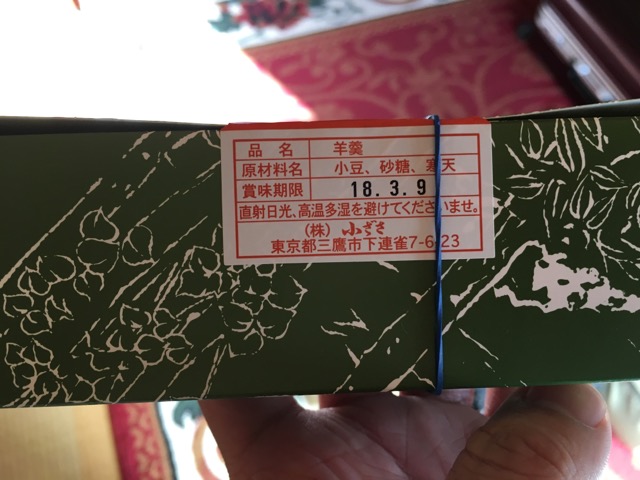 品 名 羊羹
原材料名 小豆、砂糖、寒天
賞味期限 18.3.9
直射日光、高温多湿を避けてくださいませ。
(株) 小ざさ
東京都三鷹市下連雀7-6-23